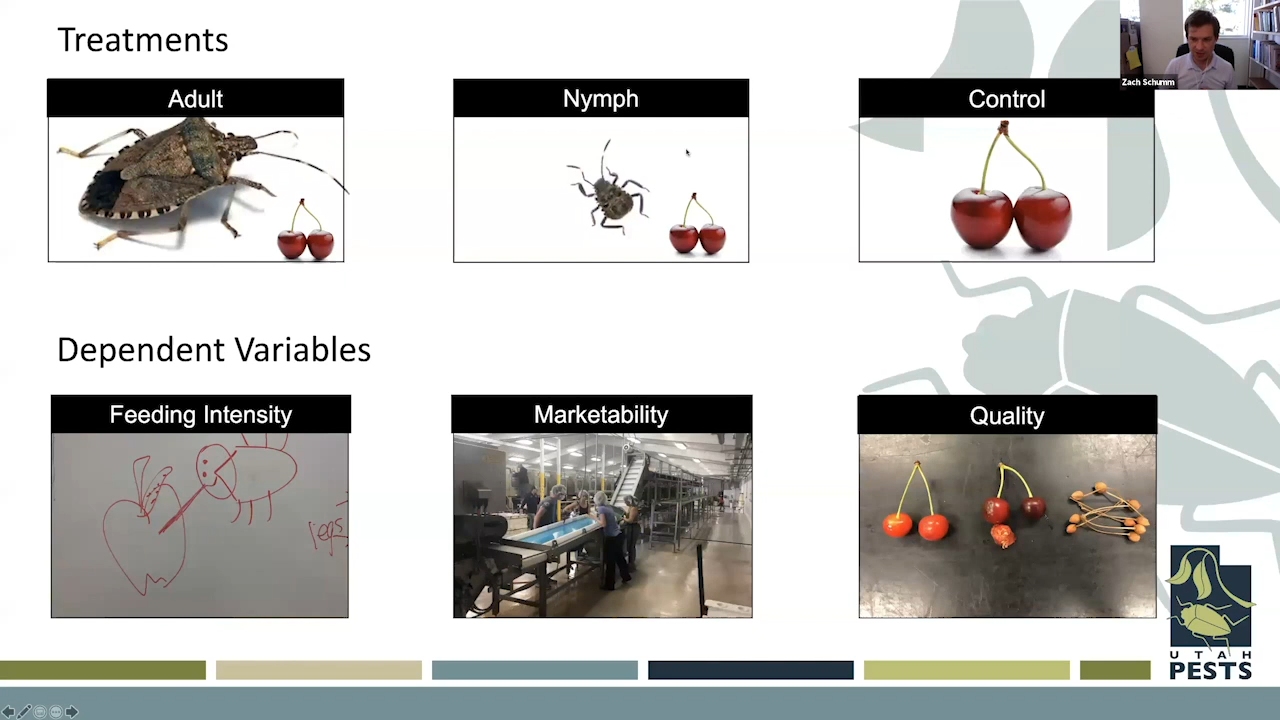 Treatments
Zach Schumm
Adult
Nymph
Control
Dependent Variables
Feeding Intensity
Marketability
Quality
legs
UTAH
PESTS